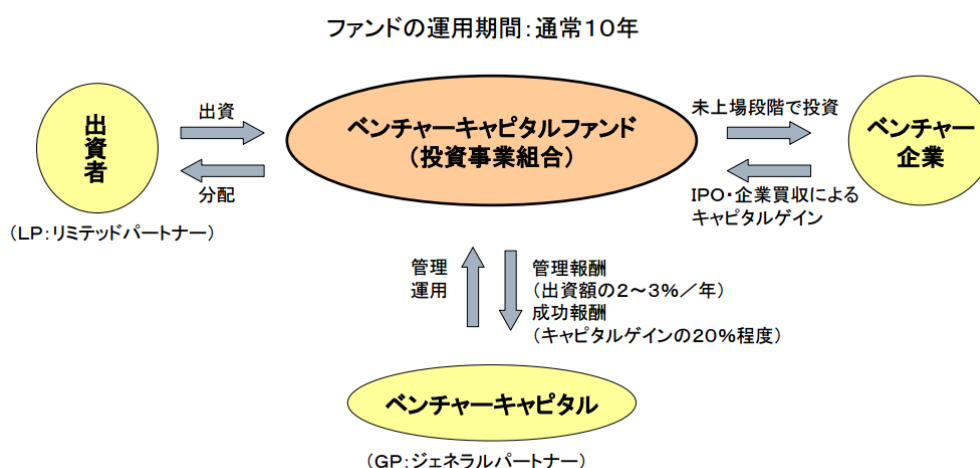 ファンドの運用期間：通常１０年
出資者
出資
分配
（ＬＰ：リミテッドパートナー）
ベンチャーキャピタルファンド
（投資事業組合）
未上場段階で投資
ベンチャー
企業
ＩＰＯ・企業買収による
キャピタルゲイン
管理
運用
管理報酬
（出資額の２～３％／年）
成功報酬
（キャピタルゲインの２０％程度）
ベンチャーキャピタル
（ＧＰ：ジェネラルパートナー）